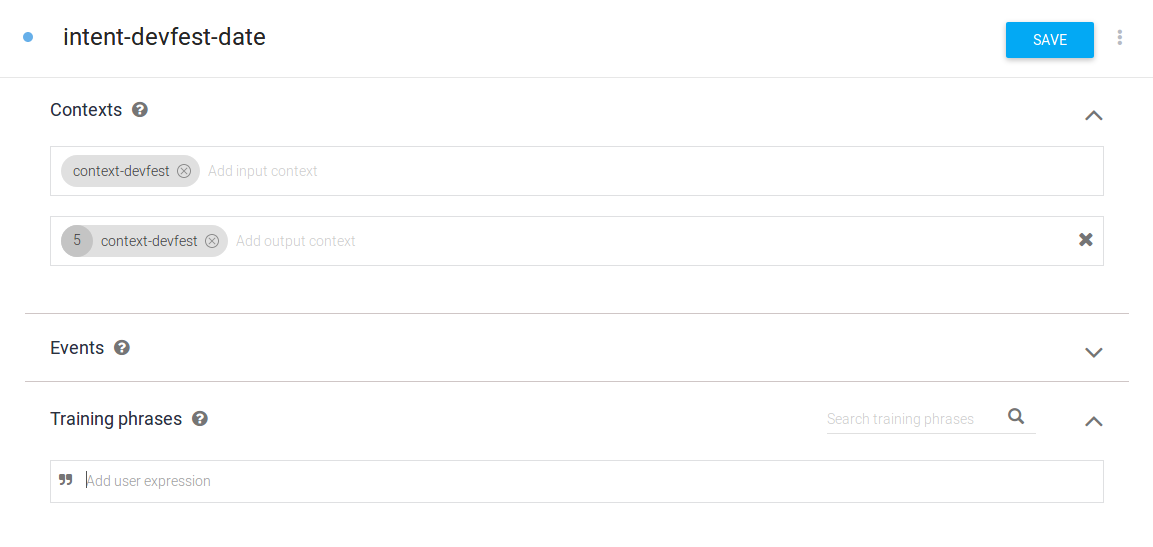 intent-devfest-date
SAVE
Contexts ?
context-devfest Add input context
5 context-devfest Add output context
Events ?
Training phrases ?
Search training phrases
Add user expression